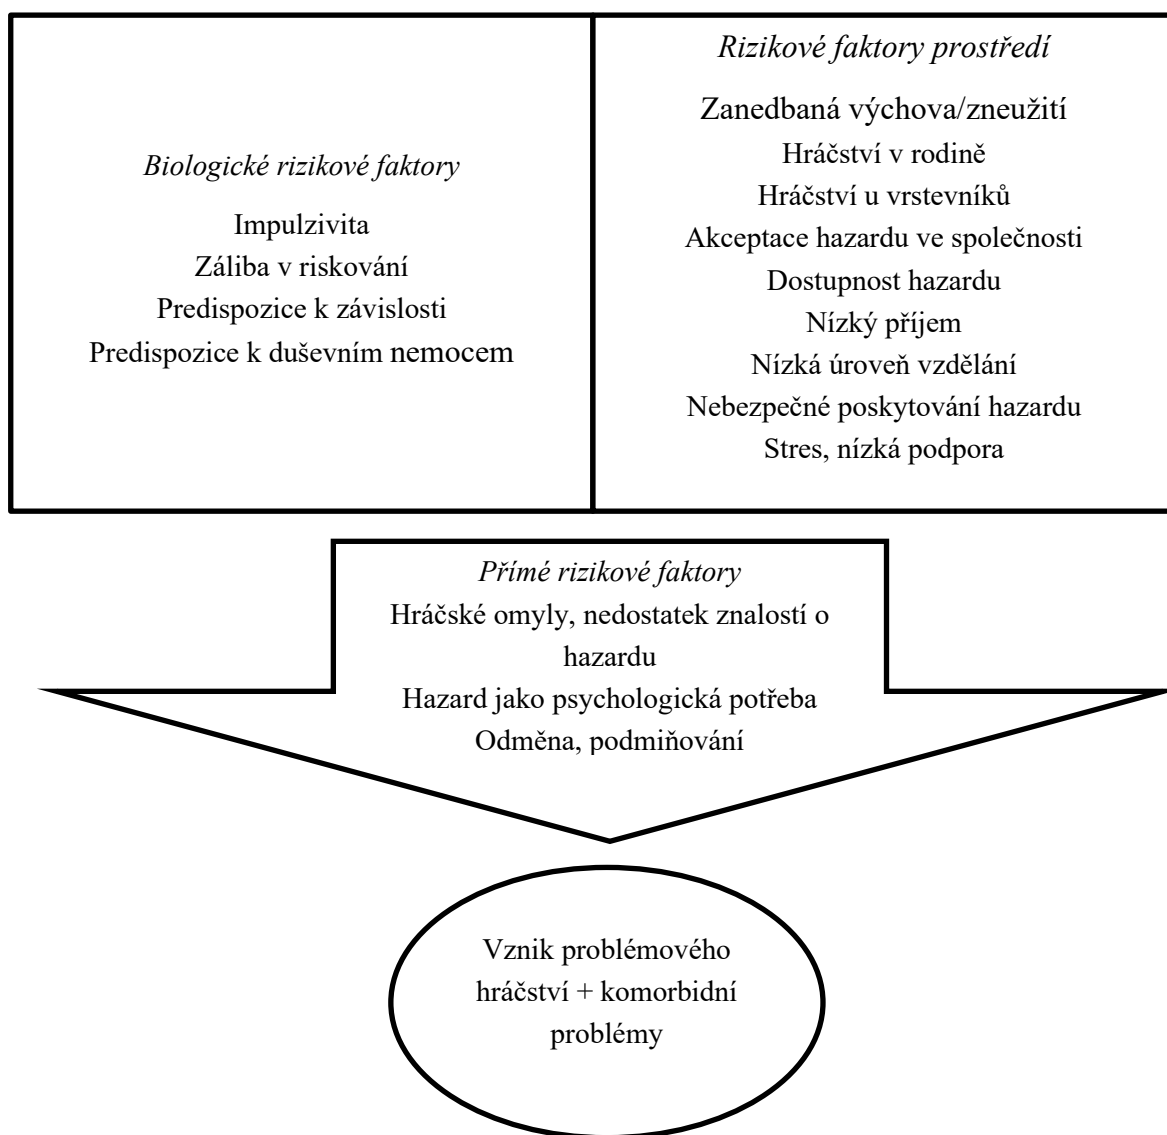 Biologické rizikové faktory
Impulzivita
Záliba v riskování
Predispozice k závislosti
Predispozice k duševním nemocem
Rizikové faktory prostředí
Zanedbaná výchova/zneužití
Hráčství v rodině
Hráčství u vrstevníků
Akceptace hazardu ve společnosti
Dostupnost hazardu
Nízký příjem
Nízká úroveň vzdělání
Nebezpečné poskytování hazardu
Stres, nízká podpora
Přímé rizikové faktory
Hráčské omyly, nedostatek znalostí o
hazardu
Hazard jako psychologická potřeba
Odměna, podmiňování
Vznik problémového
hráčství + komorbidní
problémy